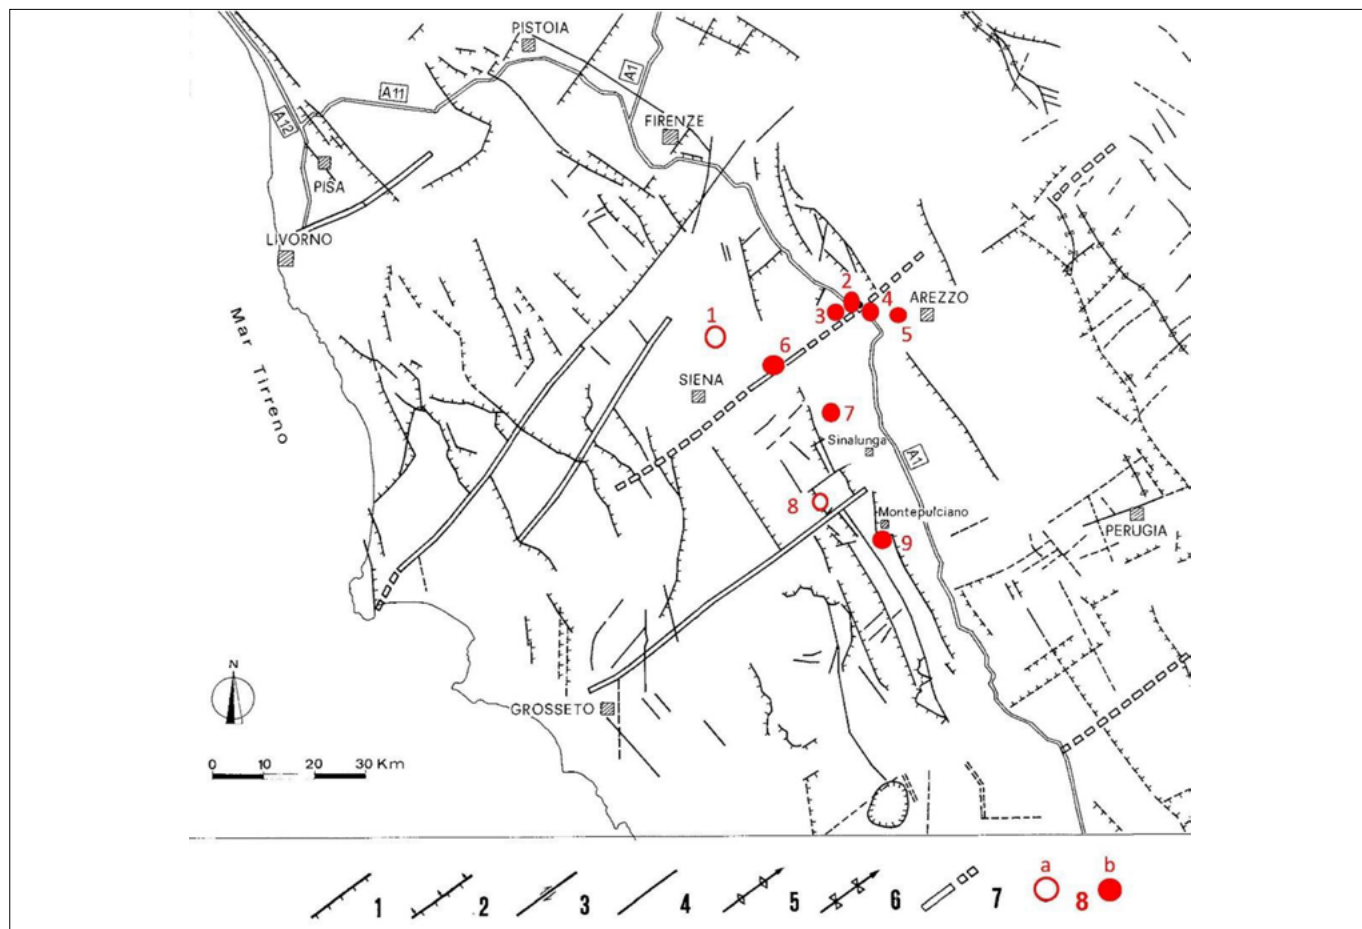 PISTOIA
A1
A11
A12
FIRENZE
PISA
LIVORNO
Mar Tirreno
2
4
AREZZO
3
5
1
6
SIENA
7
Sinalunga
A1
8
Montepulciano
9
PERUGIA
N
GROSSETO
0 10 20 30 Km
a b
1 2 3 4 5 6 7 8